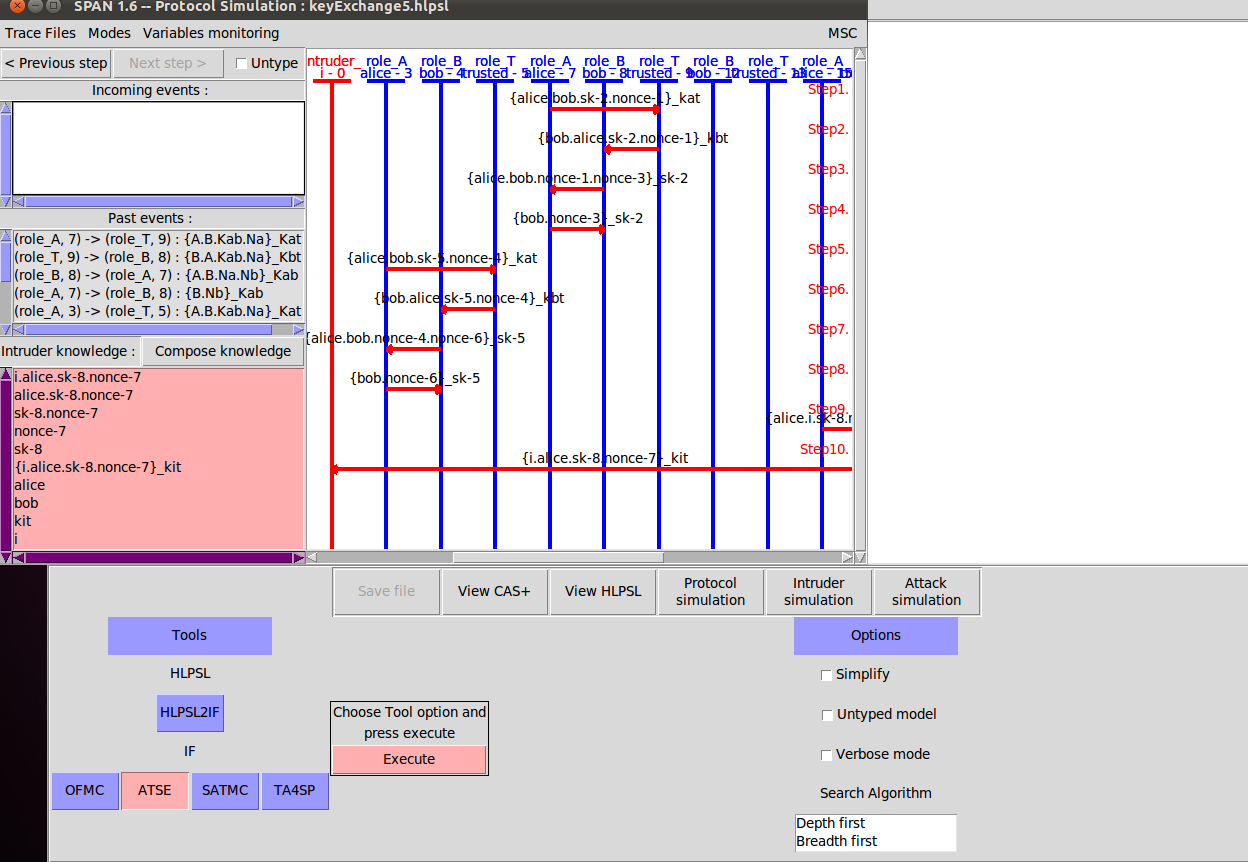 SPAN 1.6 -- Protocol Simulation : keyExchange5.hlpsl
Trace Files Modes Variables monitoring MSC
< Previous step Next step > Untype
Incoming events :
Past events :
(role_A, 7) -> (role_T, 9) : {A.B.Kab.Na}_Kat
(role_T, 9) -> (role_B, 8) : {B.A.Kab.Na}_Kbt
(role_B, 8) -> (role_A, 7) : {A.B.Na.Nb}_Kab
(role_A, 7) -> (role_B, 8) : {B.Nb}_Kab
(role_A, 3) -> (role_T, 5) : {A.B.Kab.Na}_Kat
Intruder knowledge : Compose knowledge
i.alice.sk-8.nonce-7
alice.sk-8.nonce-7
sk-8.nonce-7
nonce-7
sk-8
{i.alice.sk-8.nonce-7}_kit
alice
bob
kit
i
ntruder_ role_A role_B role_T role_A role_B role_T role_B role_T role_A
i - 0 alice - 3 bob - 4 trusted - 5 alice - 7 bob - 8 trusted - 9 bob - 12 trusted - 13 alice - 15
Step1.
{alice.bob.sk-2.nonce-1}_kat
Step2.
{bob.alice.sk-2.nonce-1}_kbt
Step3.
{alice.bob.nonce-1.nonce-3}_sk-2
Step4.
{bob.nonce-3}_sk-2
Step5.
{alice.bob.sk-5.nonce-4}_kat
Step6.
{bob.alice.sk-5.nonce-4}_kbt
Step7.
{alice.bob.nonce-4.nonce-6}_sk-5
Step8.
{bob.nonce-6}_sk-5
Step9.
{alice.i.sk-8.n
Step10.
{i.alice.sk-8.nonce-7}_kit
Save file View CAS+ View HLPSL Protocol simulation Intruder simulation Attack simulation
Tools
HLPSL
HLPSL2IF
IF
OFMC ATSE SATMC TA4SP
Choose Tool option and
press execute
Execute
Options
Simplify
Untyped model
Verbose mode
Search Algorithm
Depth first
Breadth first